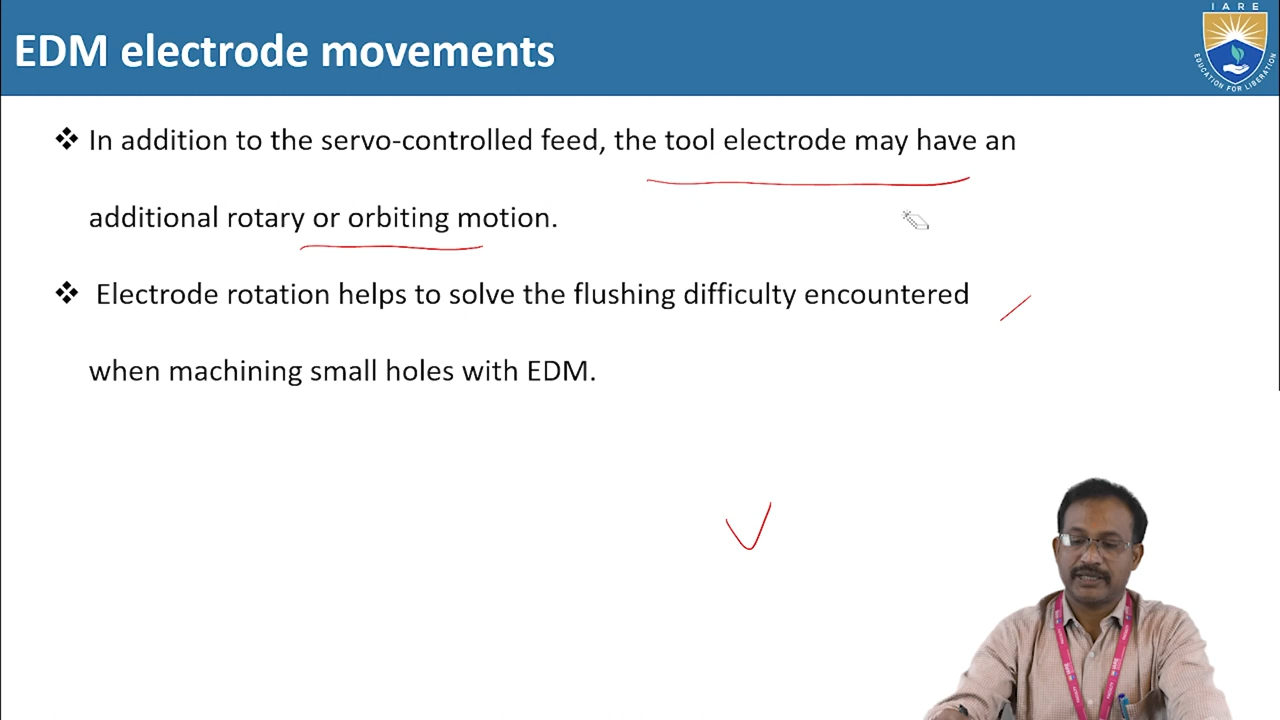 IARE
EDM electrode movements
EDUCATION FOR LIBERATION
❖ In addition to the servo-controlled feed, the tool electrode may have an
additional rotary or orbiting motion.
❖ Electrode rotation helps to solve the flushing difficulty encountered
when machining small holes with EDM.